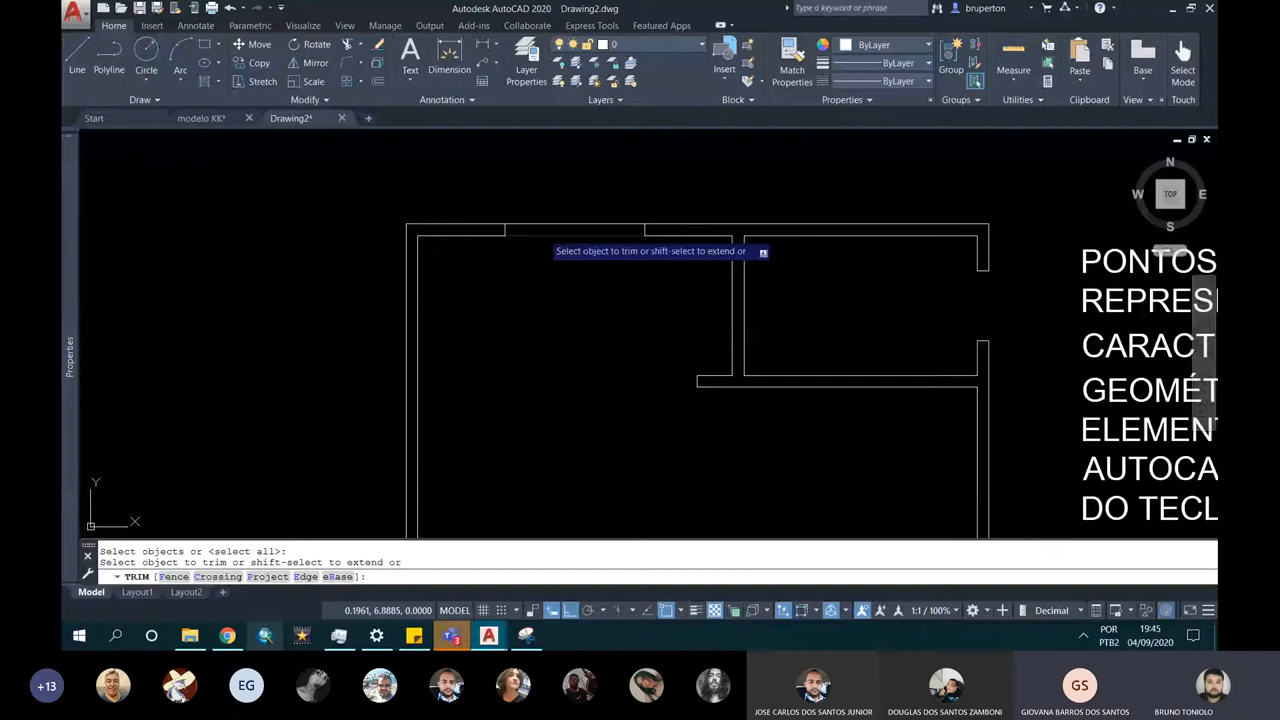 Autodesk AutoCAD 2020 Drawing2.dwg
Type a keyword or phrase
bruperton
Home Insert Annotate Parametric Visualize View Manage Output Add-ins Collaborate Express Tools Featured Apps
Line
Polyline
Circle
Arc
Move
Rotate
Copy
Mirror
Stretch
Scale
Text
Dimension
Layer
Properties
0
Insert
Match
Properties
ByLayer
ByLayer
ByLayer
Group
Measure
Paste
Base
Select
Mode
Draw
Modify
Annotation
Layers
Block
Properties
Groups
Utilities
Clipboard
View
Touch
Start
modelo KK*
Drawing2*
N
W
TOP
E
S
Select object to trim or shift-select to extend or
PONTOS
REPRES
CARACT
GEOMÉT
ELEMENT
AUTOCA
DO TECL
Properties
Y
X
Select objects or <select all>:
Select object to trim or shift-select to extend or
TRIM [Fence Crossing Project Edge eRase]:
Model Layout1 Layout2
0.1961, 6.8885, 0.0000 MODEL
1:1 / 100%
Decimal
3
A
POR
PTB2
19:45
04/09/2020
+13
EG
GS
JOSE CARLOS DOS SANTOS JUNIOR
DOUGLAS DOS SANTOS ZAMBONI
GIOVANA BARROS DOS SANTOS
BRUNO TONIOLO